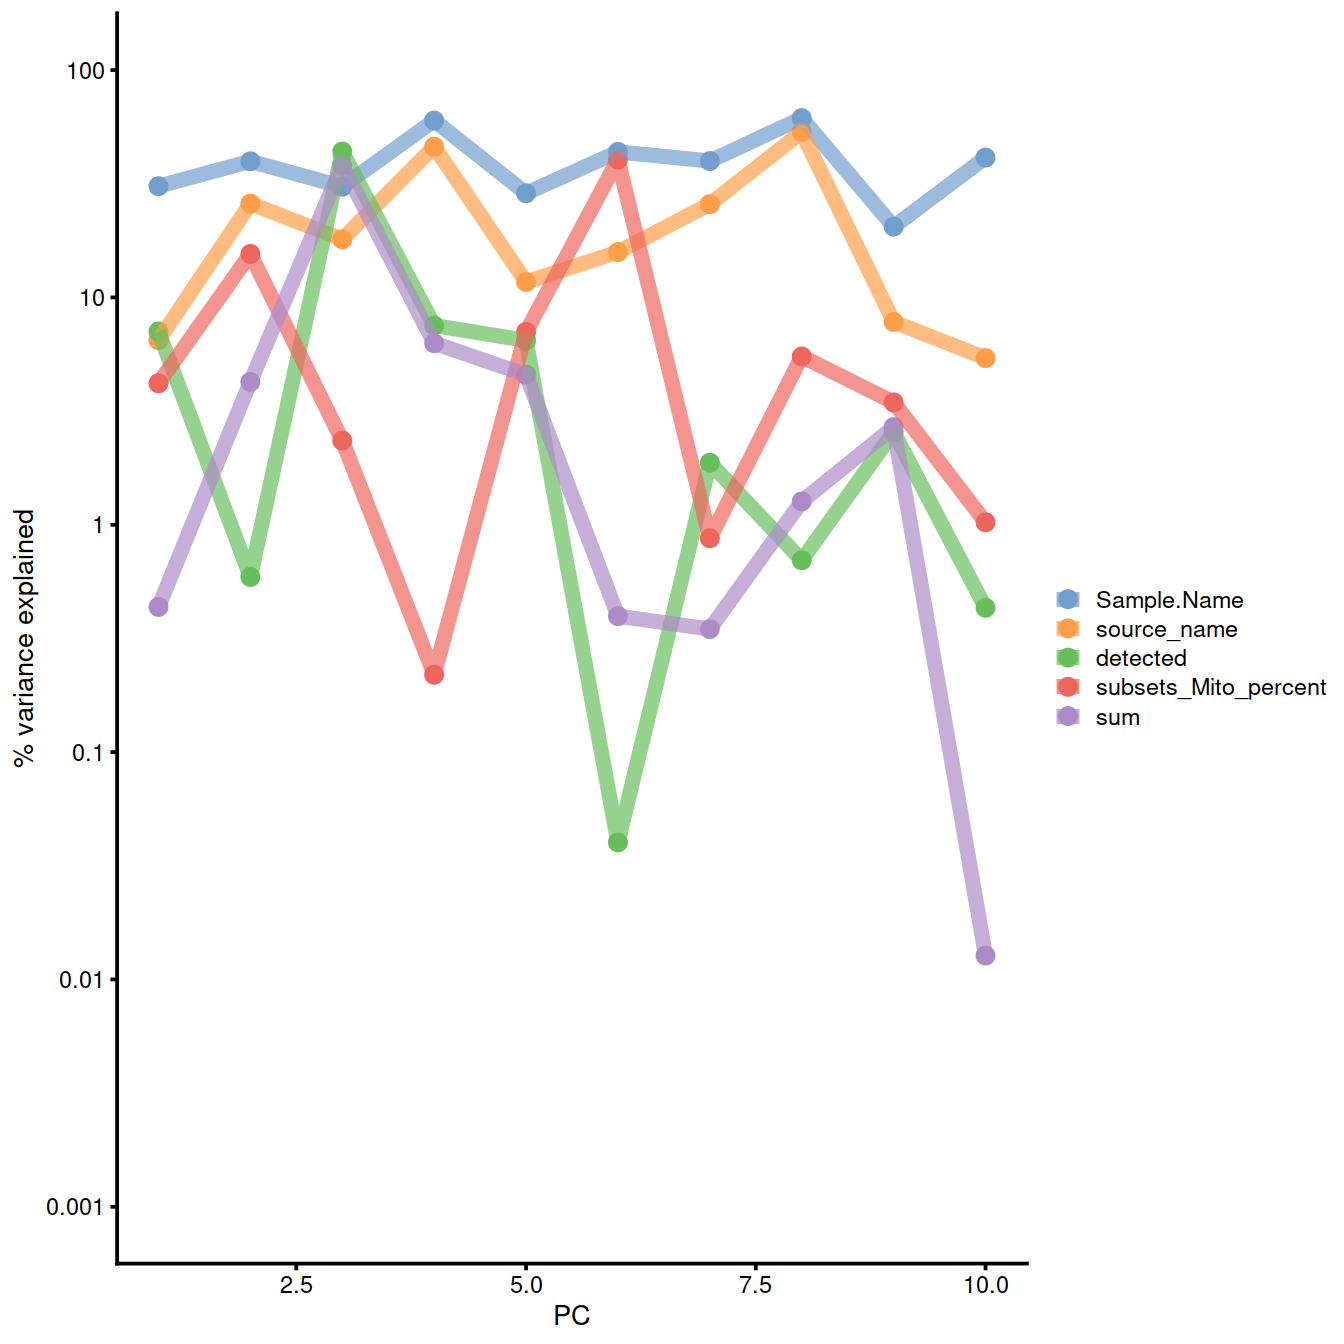 % variance explained
100
10
1
0.1
0.01
0.001
2.5
5.0
7.5
10.0
PC
Sample.Name
source_name
detected
subsets_Mito_percent
sum